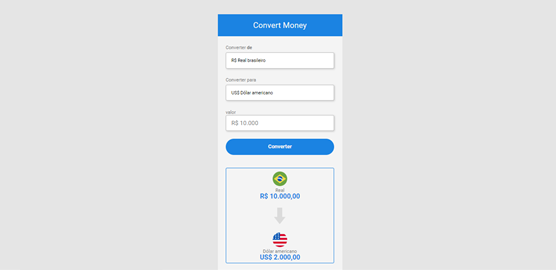 Convert Money
Converter de
R$ Real brasileiro
Converter para
US$ Dólar americano
valor
R$ 10.000
Converter
Real
R$ 10.000,00
Dólar americano
US$ 2.000,00